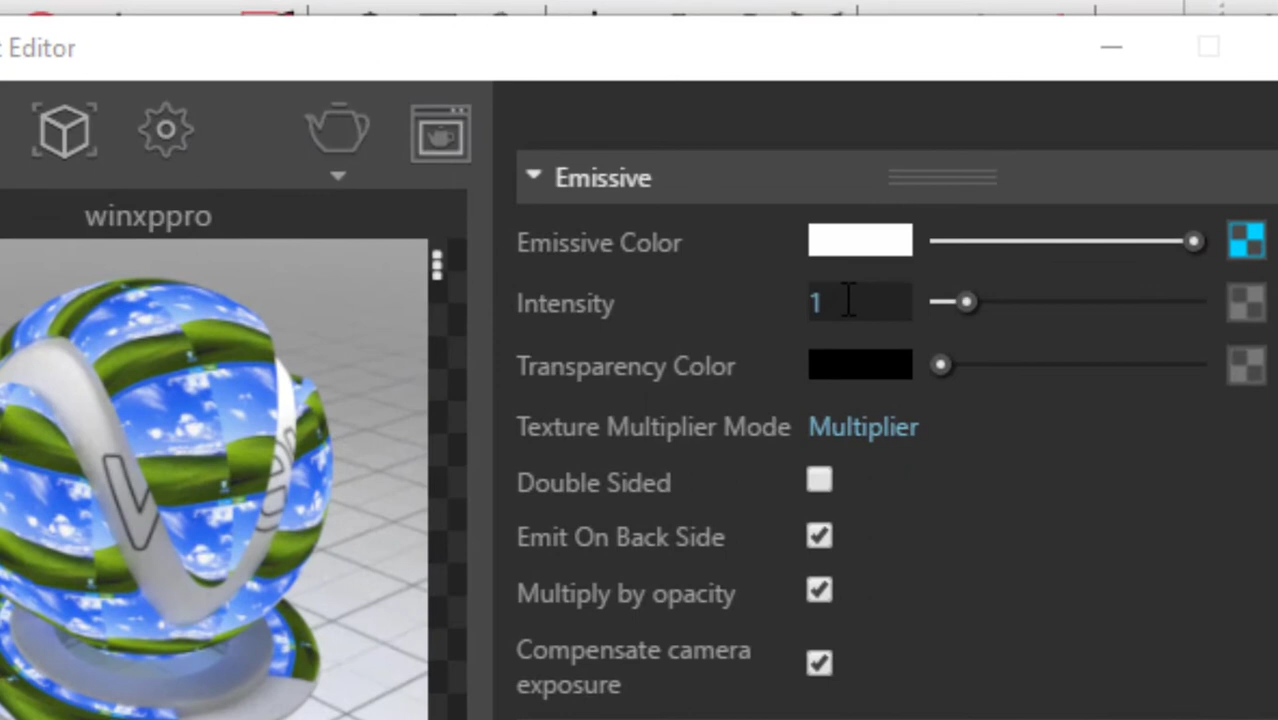 Editor
winxppro
Emissive
Emissive Color
Intensity
1
Transparency Color
Texture Multiplier Mode
Multiplier
Double Sided
Emit On Back Side
Multiply by opacity
Compensate camera
exposure